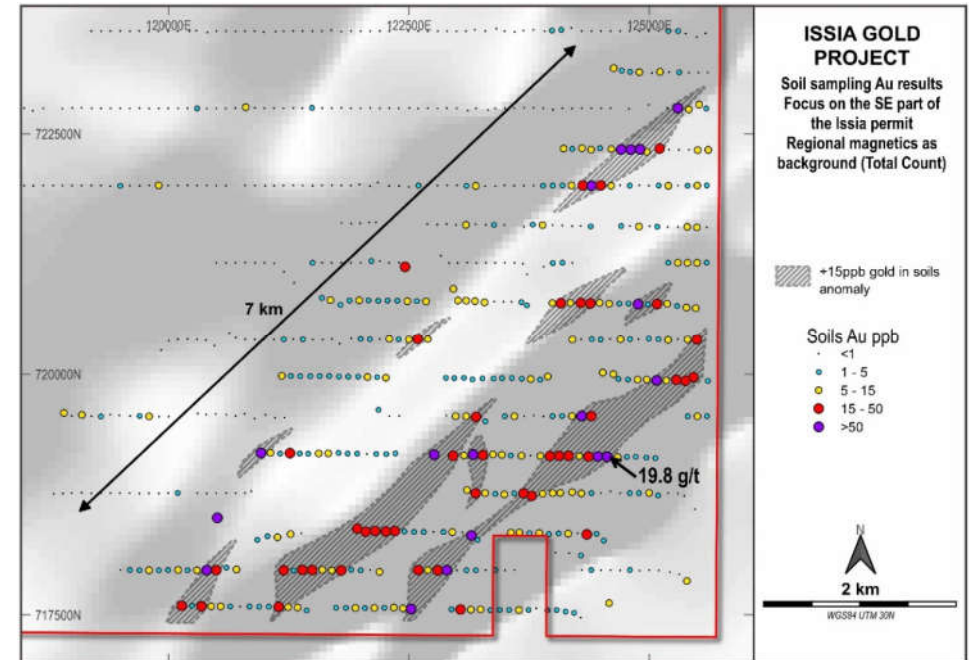 120000E 122500E 125000E
722500N
720000N
717500N
7 km
19.8 g/t
ISSIA GOLD
PROJECT
Soil sampling Au results
Focus on the SE part of
the Issia permit
Regional magnetics as
background (Total Count)
+15ppb gold in soils
anomaly
Soils Au ppb
<1
1 - 5
5 - 15
15 - 50
>50
N
2 km
WGS84 UTM 30N